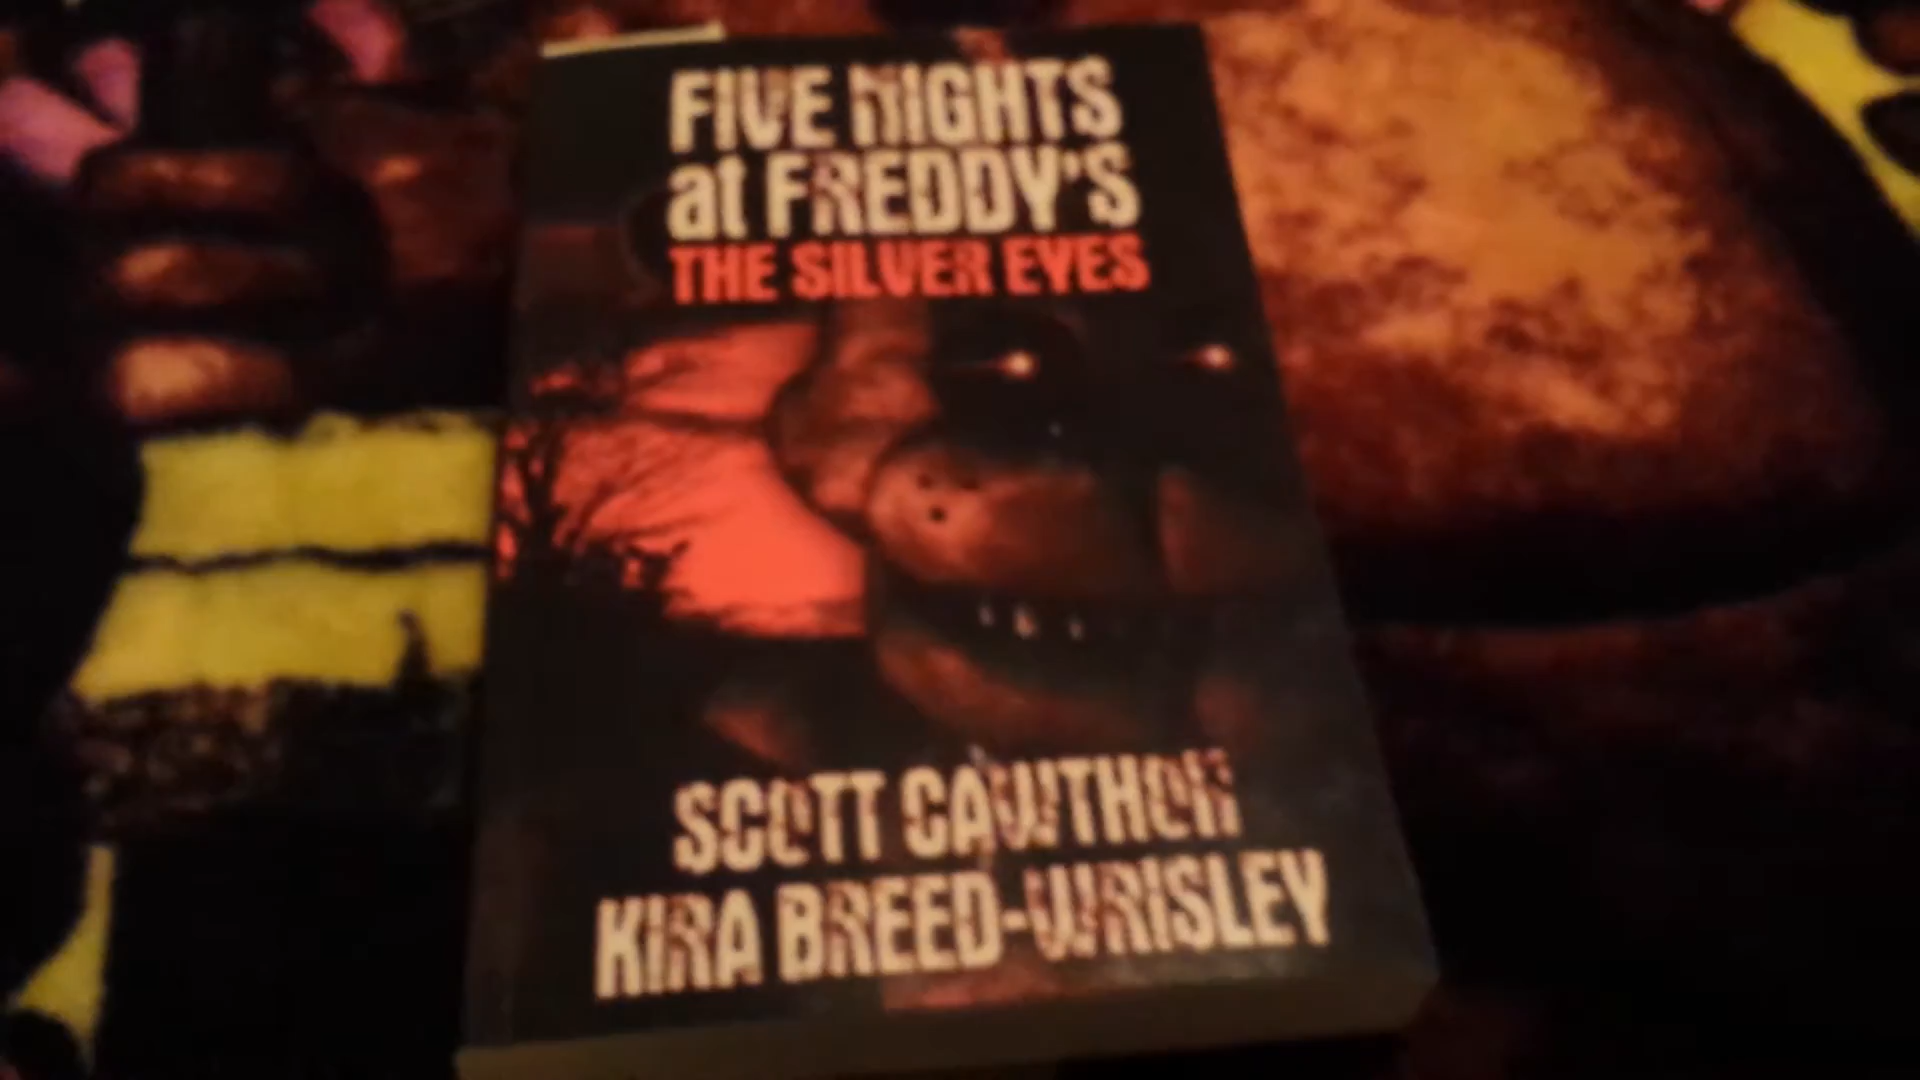 FIVE NIGHTS
at FREDDY'S
THE SILVER EYES
SCOTT CAWTHON
KIRA BREED-WRISLEY